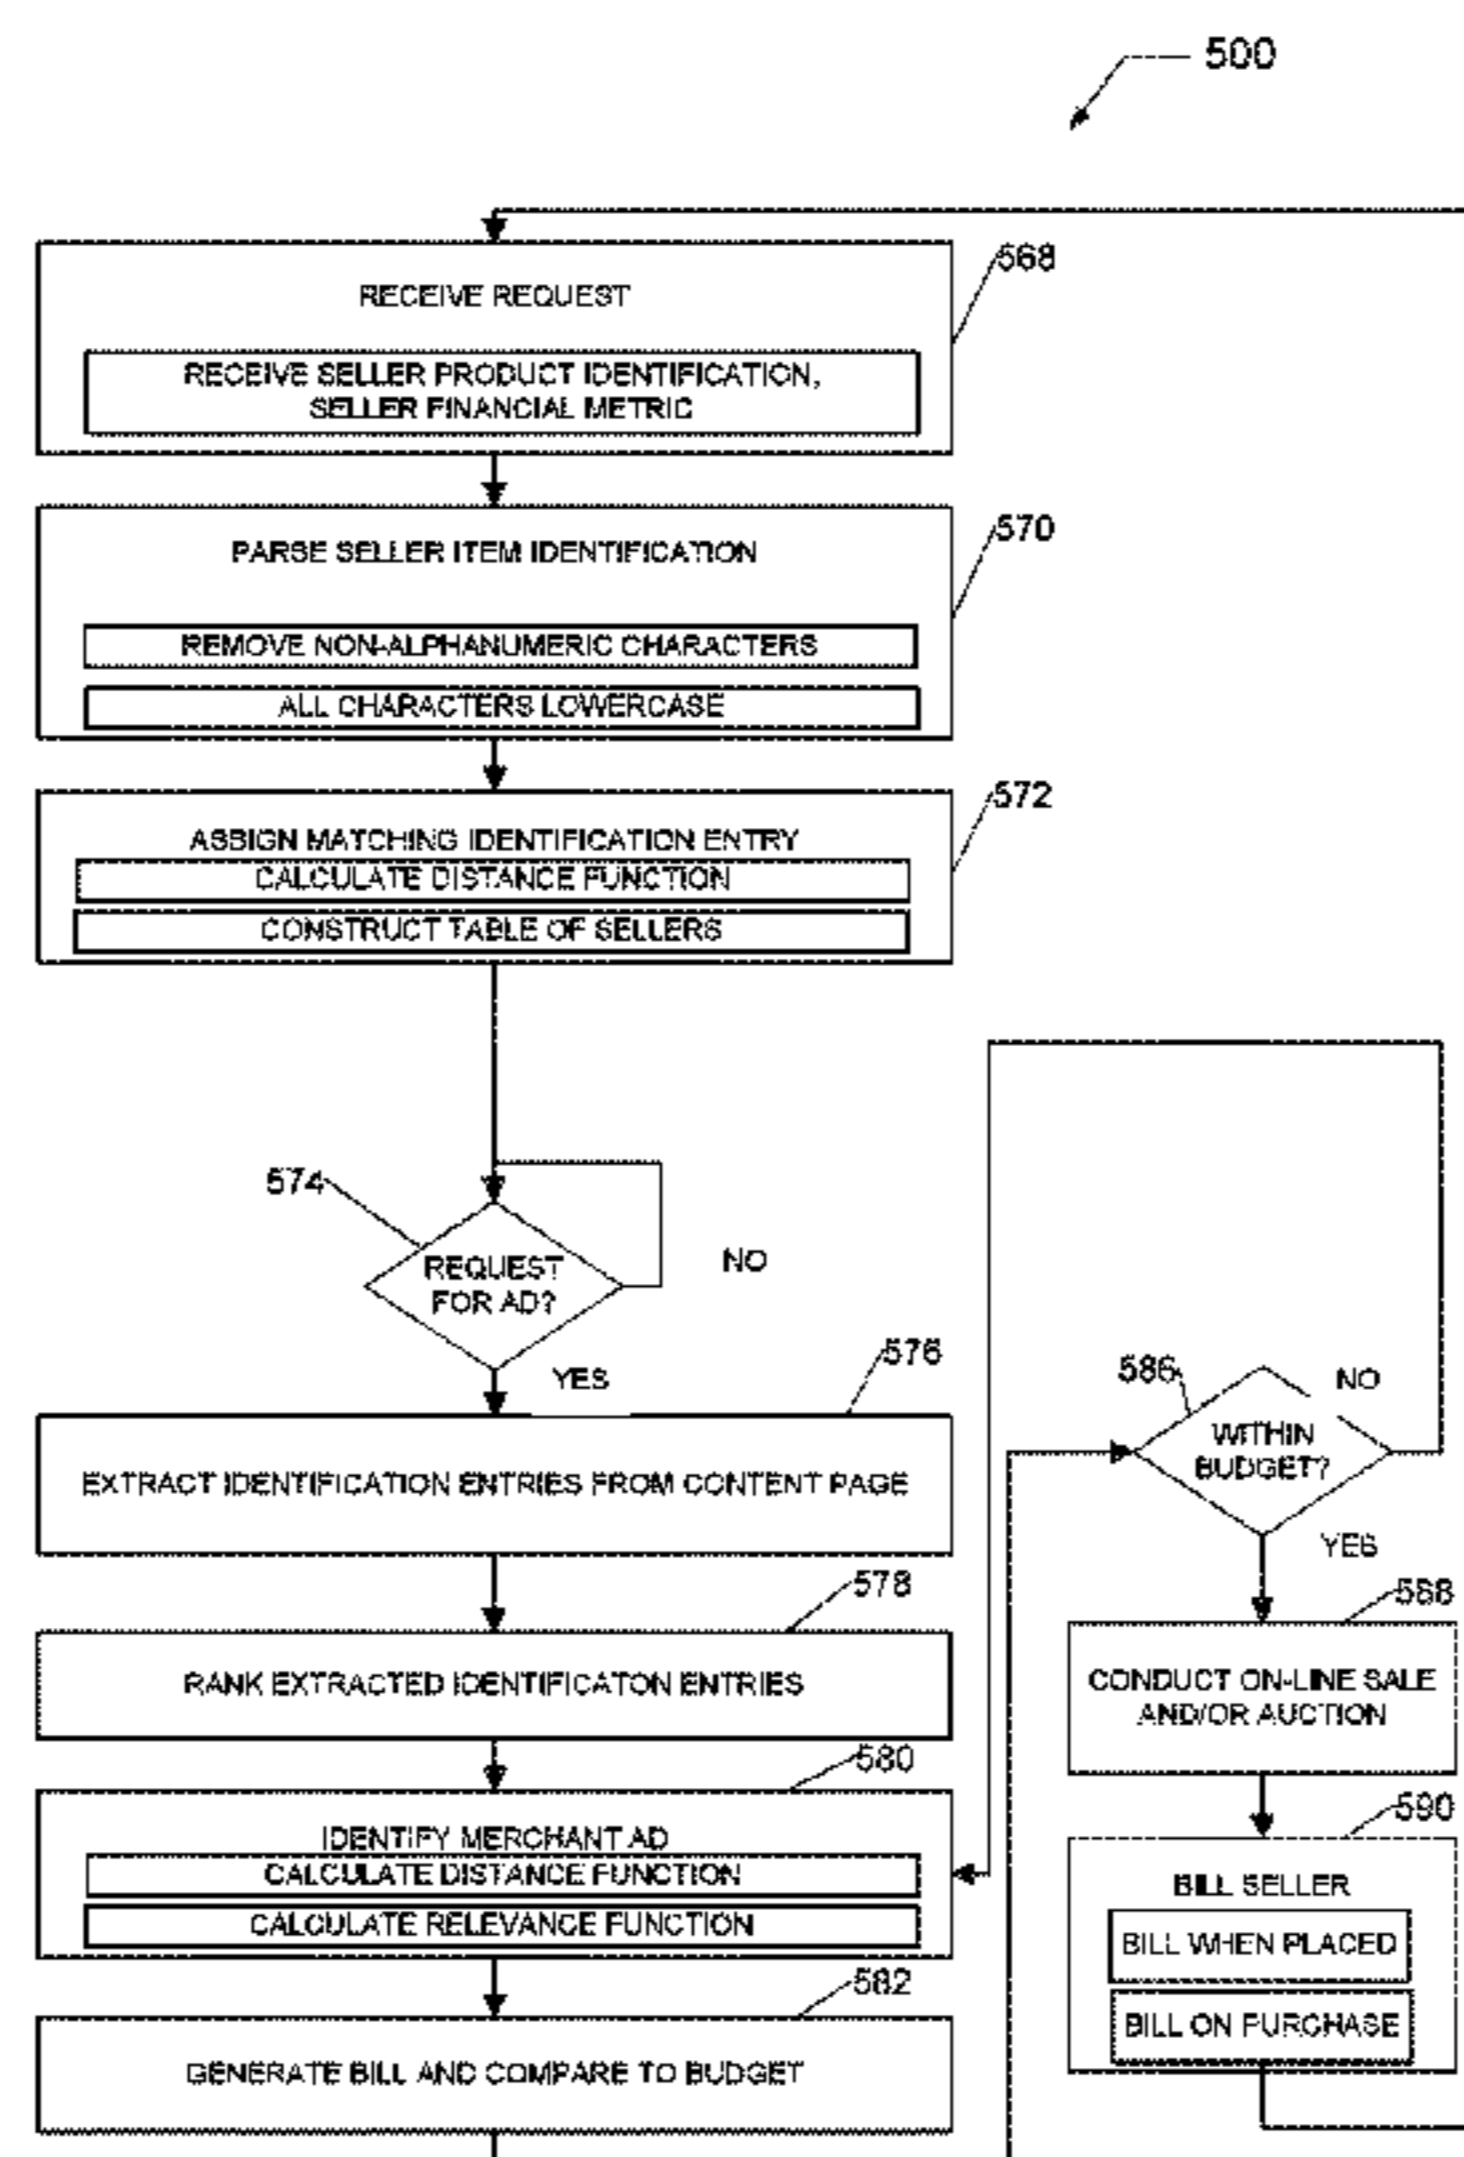 500
568
RECEIVE REQUEST
RECEIVE SELLER PRODUCT IDENTIFICATION,
SELLER FINANCIAL METRIC
570
PARSE SELLER ITEM IDENTIFICATION
REMOVE NON-ALPHANUMERIC CHARACTERS
ALL CHARACTERS LOWERCASE
572
ASSIGN MATCHING IDENTIFICATION ENTRY
CALCULATE DISTANCE FUNCTION
CONSTRUCT TABLE OF SELLERS
574
REQUEST
FOR AD?
NO
YES
576
EXTRACT IDENTIFICATION ENTRIES FROM CONTENT PAGE
578
RANK EXTRACTED IDENTIFICATON ENTRIES
580
IDENTIFY MERCHANT AD
CALCULATE DISTANCE FUNCTION
CALCULATE RELEVANCE FUNCTION
582
GENERATE BILL AND COMPARE TO BUDGET
586
NO
WITHIN
BUDGET?
YES
588
CONDUCT ON-LINE SALE
AND/OR AUCTION
590
BILL SELLER
BILL WHEN PLACED
BILL ON PURCHASE